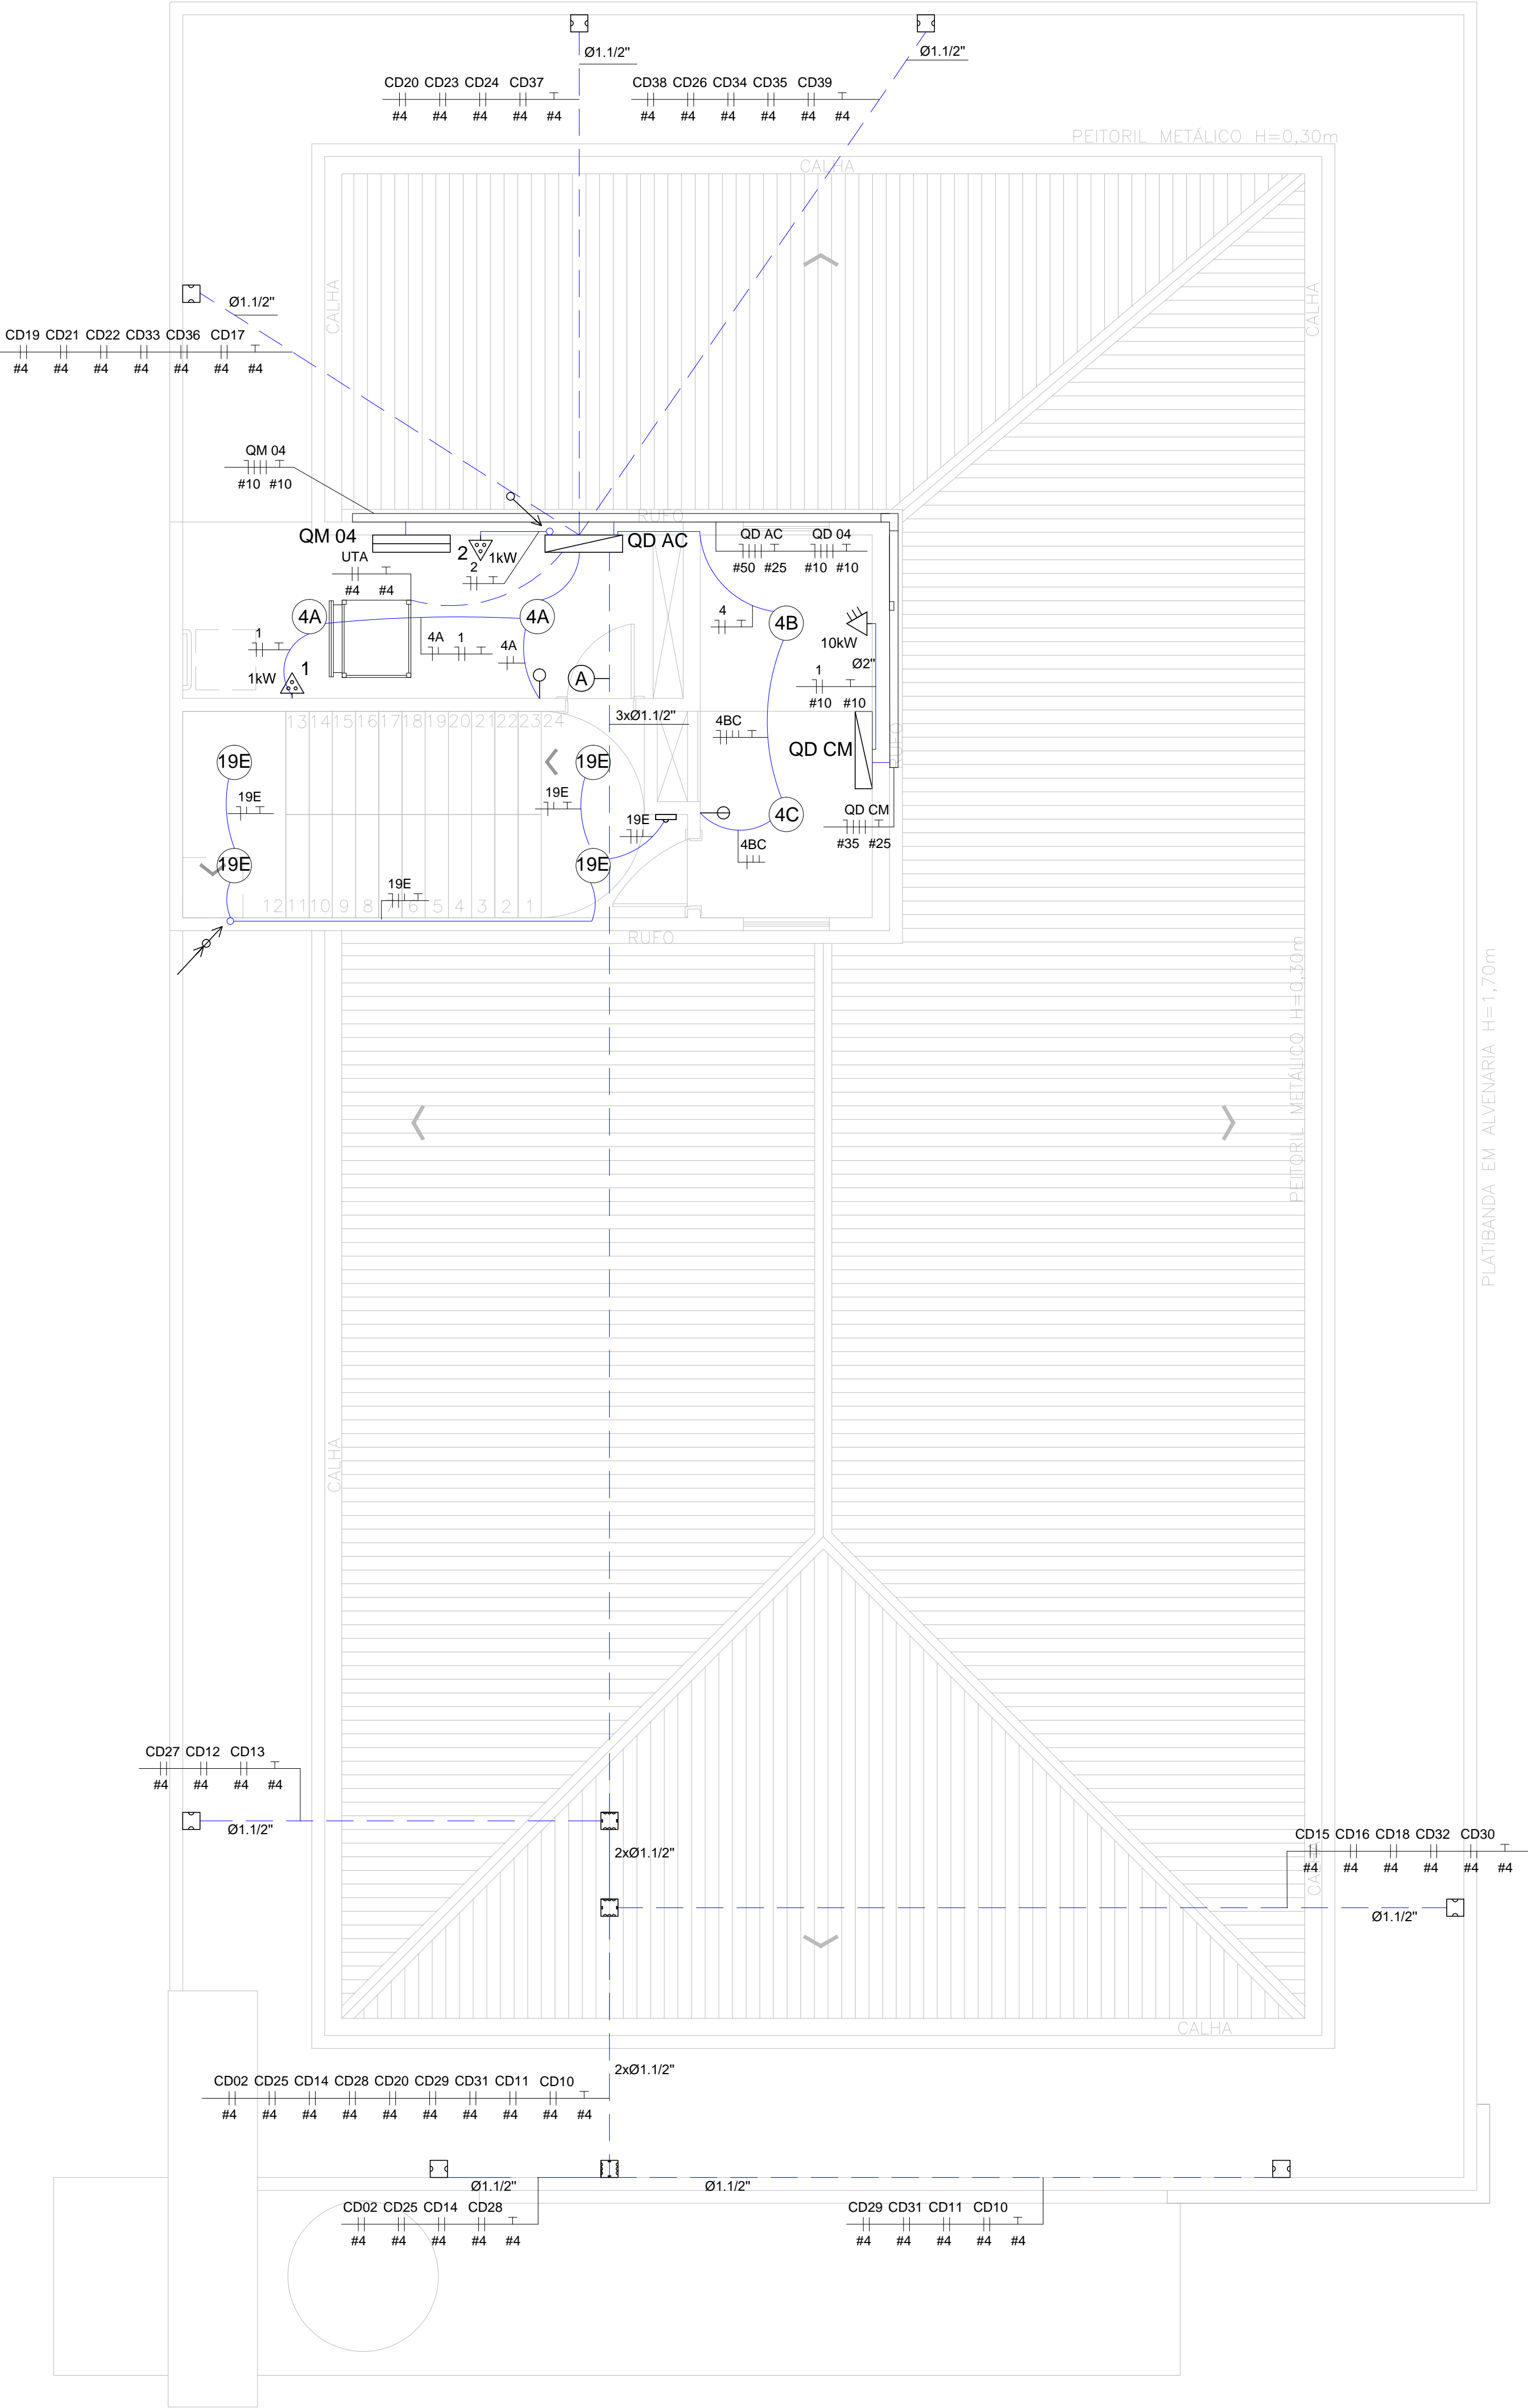 Ø1.1/2"
Ø1.1/2"
CD20 CD23 CD24 CD37
#4 #4 #4 #4 #4
CD38 CD26 CD34 CD35 CD39
#4 #4 #4 #4 #4 #4
PEITORIL METÁLICO H=0,30m
CALHA
CALHA
CALHA
Ø1.1/2"
CD19 CD21 CD22 CD33 CD36 CD17
#4 #4 #4 #4 #4 #4 #4
QM 04
#10 #10
RUFO
QM 04
QD AC
2
1kW
2
UTA
#4 #4
QD AC QD 04
#50 #25 #10 #10
4A
4A
4B
4
10kW
Ø2"
1
4A 1
4A
1
1kW
A
1
#10 #10
3xØ1.1/2"
13 14 15 16 17 18 19 20 21 22 23 24
4BC
QD CM
RUFO
19E
19E
19E
19E
19E
4C
QD CM
#35 #25
4BC
19E
19E
19E
12 11 10 9 8 7 6 5 4 3 2 1
RUFO
PEITORIL METÁLICO H=0,30m
PLATIBANDA EM ALVENARIA H=1,70m
CALHA
CD27 CD12 CD13
#4 #4 #4 #4
Ø1.1/2"
2xØ1.1/2"
CD15 CD16 CD18 CD32 CD30
#4 #4 #4 #4 #4 #4
CALHA
Ø1.1/2"
CALHA
2xØ1.1/2"
CD02 CD25 CD14 CD28 CD20 CD29 CD31 CD11 CD10
#4 #4 #4 #4 #4 #4 #4 #4 #4 #4
Ø1.1/2"
Ø1.1/2"
CD02 CD25 CD14 CD28
#4 #4 #4 #4 #4
CD29 CD31 CD11 CD10
#4 #4 #4 #4 #4